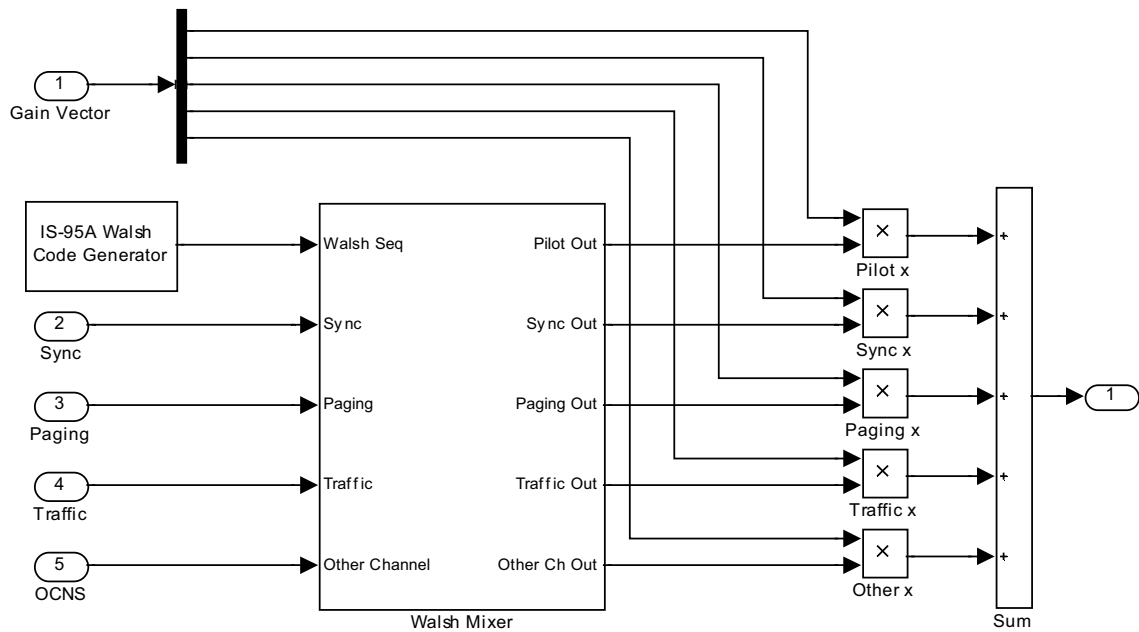 1
Gain Vector
IS-95A Walsh
Code Generator
Walsh Seq
Pilot Out
×
+
Pilot x
2
Sync
Sync
Sync Out
×
+
Sync x
3
Paging
Paging
Paging Out
×
+
1
Paging x
4
Traffic
Traffic
Traffic Out
×
+
Traffic x
5
OCNS
Other Channel
Other Ch Out
×
+
Other x
Walsh Mixer
Sum